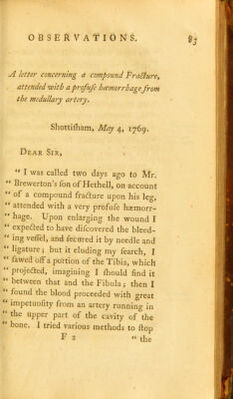 OBSERVATIONS. 83
A letter concerning a compound Fracture,
attended with a profuſe hæmorrhage from
the medullary artery.
Shottiſham, May 4, 1769.
DEAR SIR,
" I was called two days ago to Mr.
" Brewerton's ſon of Hethell, on account
" of a compound fracture upon his leg,
" attended with a very profuſe hæmorr-
" hage. Upon enlarging the wound I
" expected to have diſcovered the bleed-
" ing veſſel, and ſecured it by needle and
" ligature; but it eluding my ſearch, I
" ſawed off a portion of the Tibia, which
" projected, imagining I ſhould find it
" between that and the Fibula; then I
" found the blood proceeded with great
" impetuoſity from an artery running in
" the upper part of the cavity of the
" bone. I tried various methods to ſtop
F 2 " the